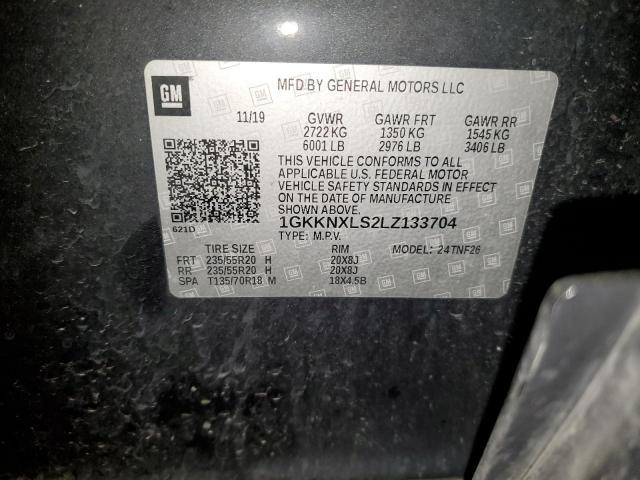 GM
MFD BY GENERAL MOTORS LLC
11/19 GVWR GAWR FRT GAWR RR
2722 KG 1350 KG 1545 KG
6001 LB 2976 LB 3406 LB
THIS VEHICLE CONFORMS TO ALL
APPLICABLE U.S. FEDERAL MOTOR
VEHICLE SAFETY STANDARDS IN EFFECT
ON THE DATE OF MANUFACTURE
SHOWN ABOVE.
621D
1GKKNXLS2LZ133704
TYPE: M.P.V. MODEL: 24TNF26
TIRE SIZE RIM
FRT 235/55R20 H 20X8J
RR 235/55R20 H 20X8J
SPA T135/70R18 M 18X4.5B